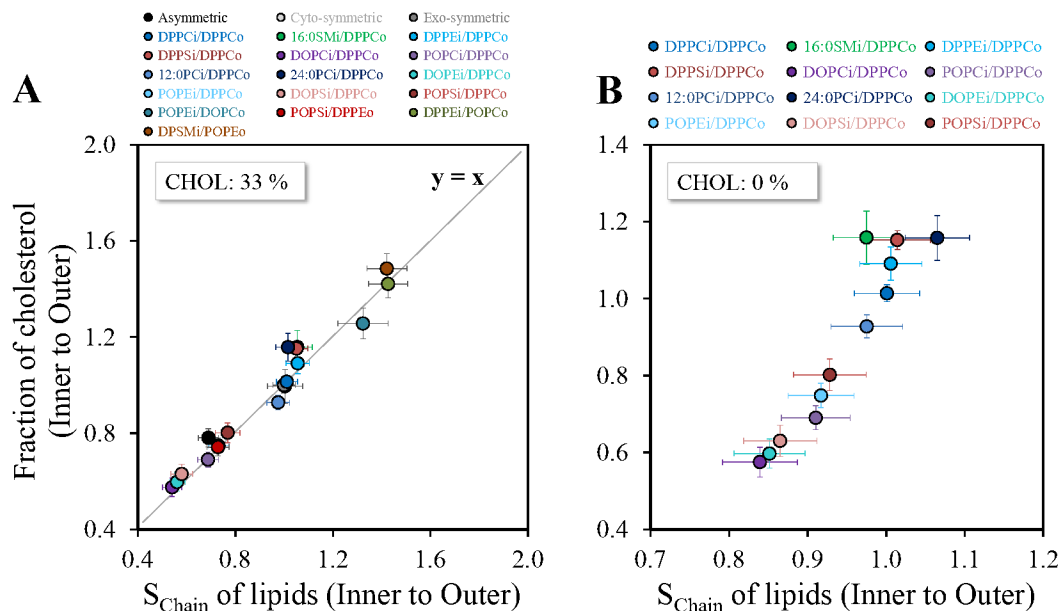 A
Asymmetric Cyto-symmetric Exo-symmetric
DPPCi/DPPCo 16:0SMi/DPPCo DPPEi/DPPCo
DPPSi/DPPCo DOPCi/DPPCo POPCi/DPPCo
12:0PCi/DPPCo 24:0PCi/DPPCo DOPEi/DPPCo
POPEi/DPPCo DOPSi/DPPCo POPSi/DPPCo
POPEi/DOPCo POPSi/DPPEo DPPEi/POPCo
DPSMi/POPEo
CHOL: 33 %
y = x
2.0
1.6
1.2
0.8
0.4
0.4 0.8 1.2 1.6 2.0
Fraction of cholesterol
(Inner to Outer)
SChain of lipids (Inner to Outer)
B
DPPCi/DPPCo 16:0SMi/DPPCo DPPEi/DPPCo
DPPSi/DPPCo DOPCi/DPPCo POPCi/DPPCo
12:0PCi/DPPCo 24:0PCi/DPPCo DOPEi/DPPCo
POPEi/DPPCo DOPSi/DPPCo POPSi/DPPCo
CHOL: 0 %
1.4
1.2
1.0
0.8
0.6
0.4
0.7 0.8 0.9 1.0 1.1 1.2
SChain of lipids (Inner to Outer)